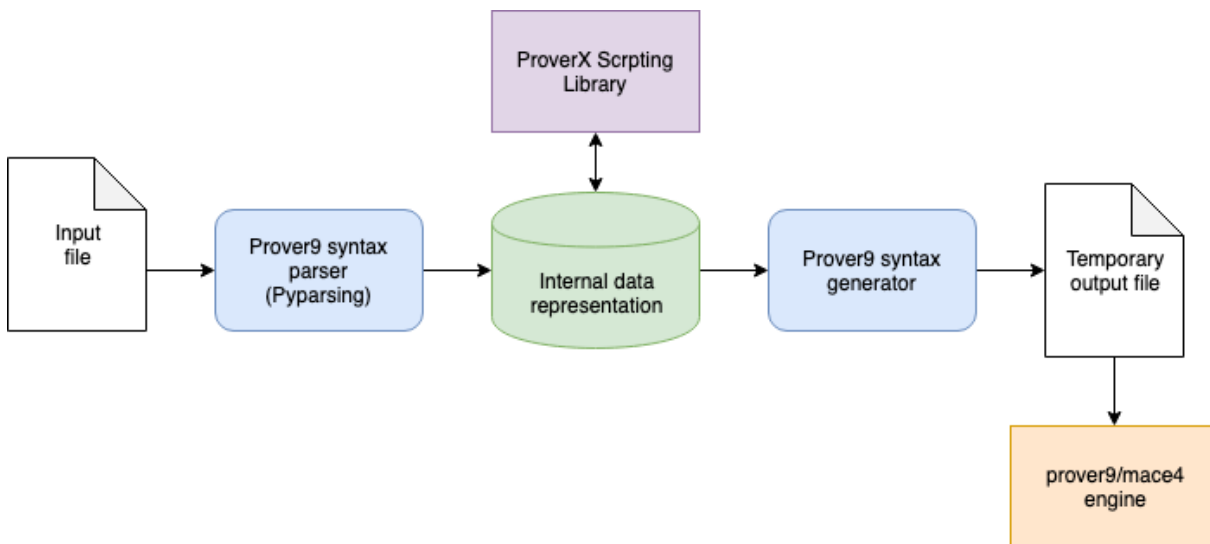 ProverX Scrpting
Library
Input
file
Prover9 syntax
parser
(Pyparsing)
Internal data
representation
Prover9 syntax
generator
Temporary
output file
prover9/mace4
engine